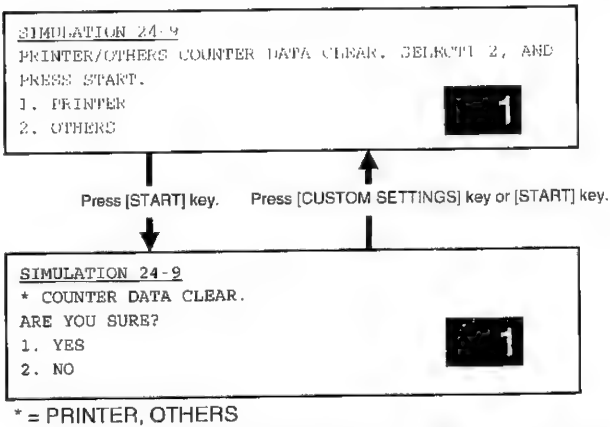 SIMULATION 24-9
PRINTER/OTHERS COUNTER DATA CLEAR. SELECT1 2, AND
PRESS START.
1. PRINTER
2. OTHERS
1
Press [START] key. Press [CUSTOM SETTINGS] key or [START] key.
SIMULATION 24-9
* COUNTER DATA CLEAR.
ARE YOU SURE?
1. YES
2. NO
1
* = PRINTER, OTHERS